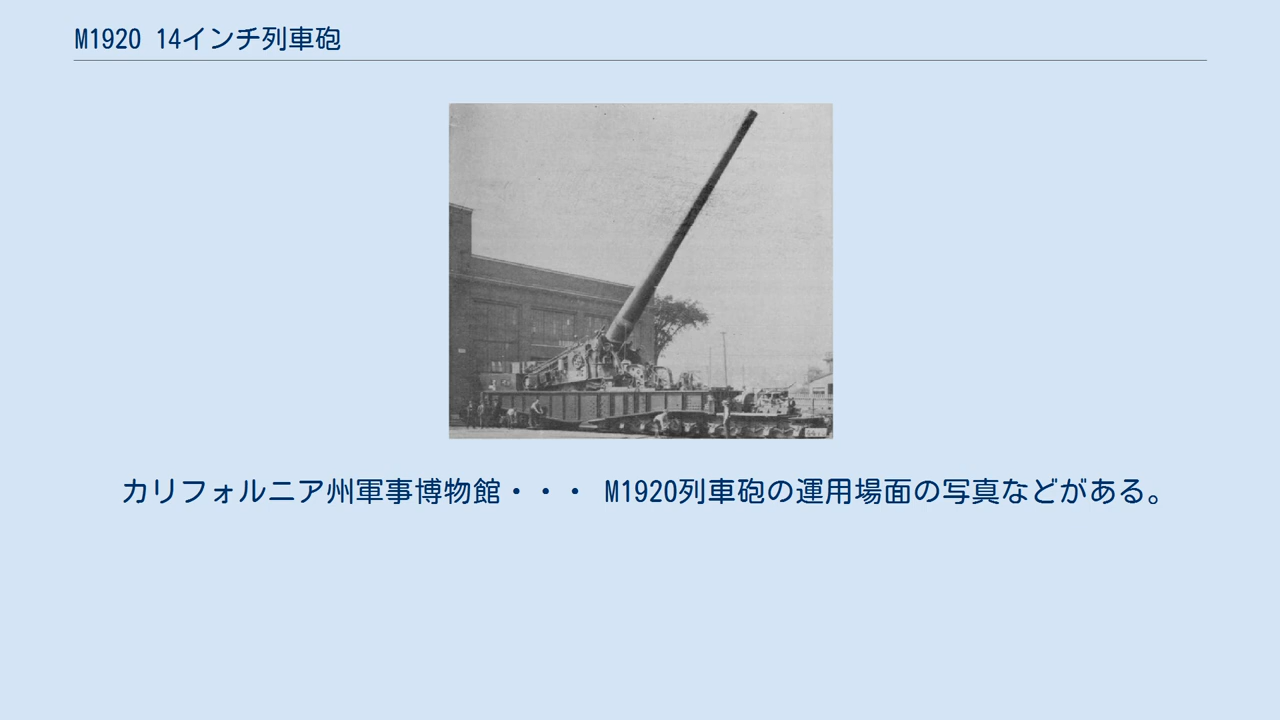 M1920 14インチ列車砲
カリフォルニア州軍事博物館・・・ M1920列車砲の運用場面の写真などがある。